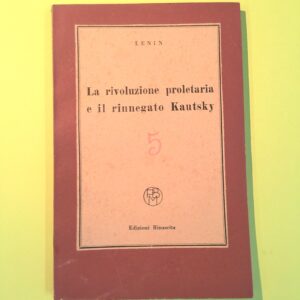 LENIN
La rivoluzione proletaria
e il rinnegato Kautsky
5
Edizioni Rinascita